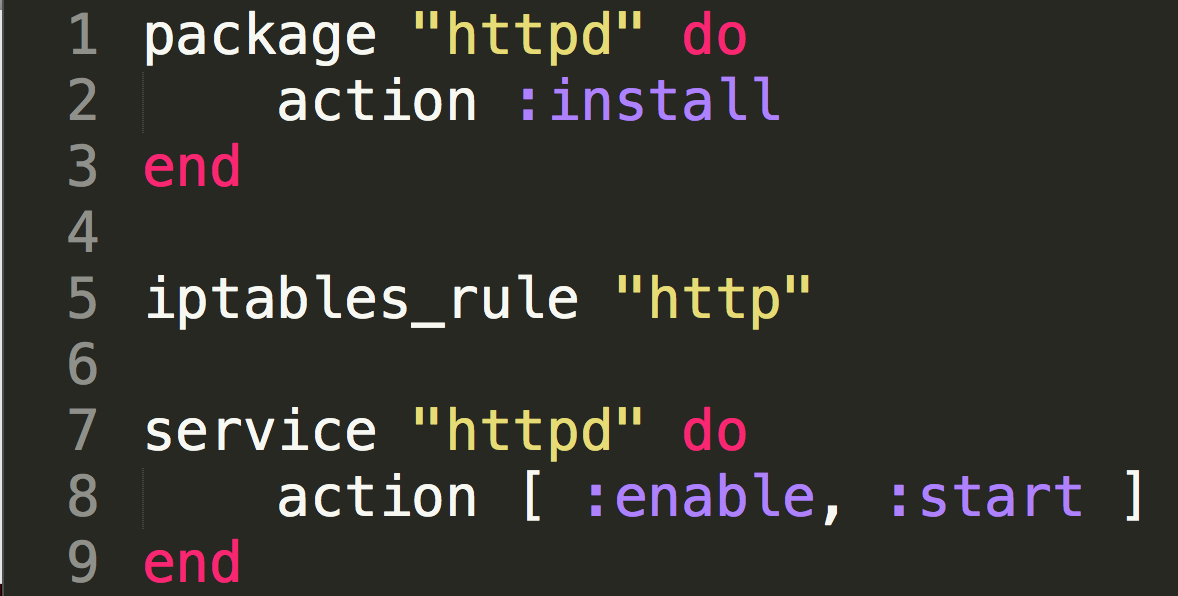 1 package "httpd" do
2     action :install
3 end
4
5 iptables_rule "http"
6
7 service "httpd" do
8     action [ :enable, :start ]
9 end